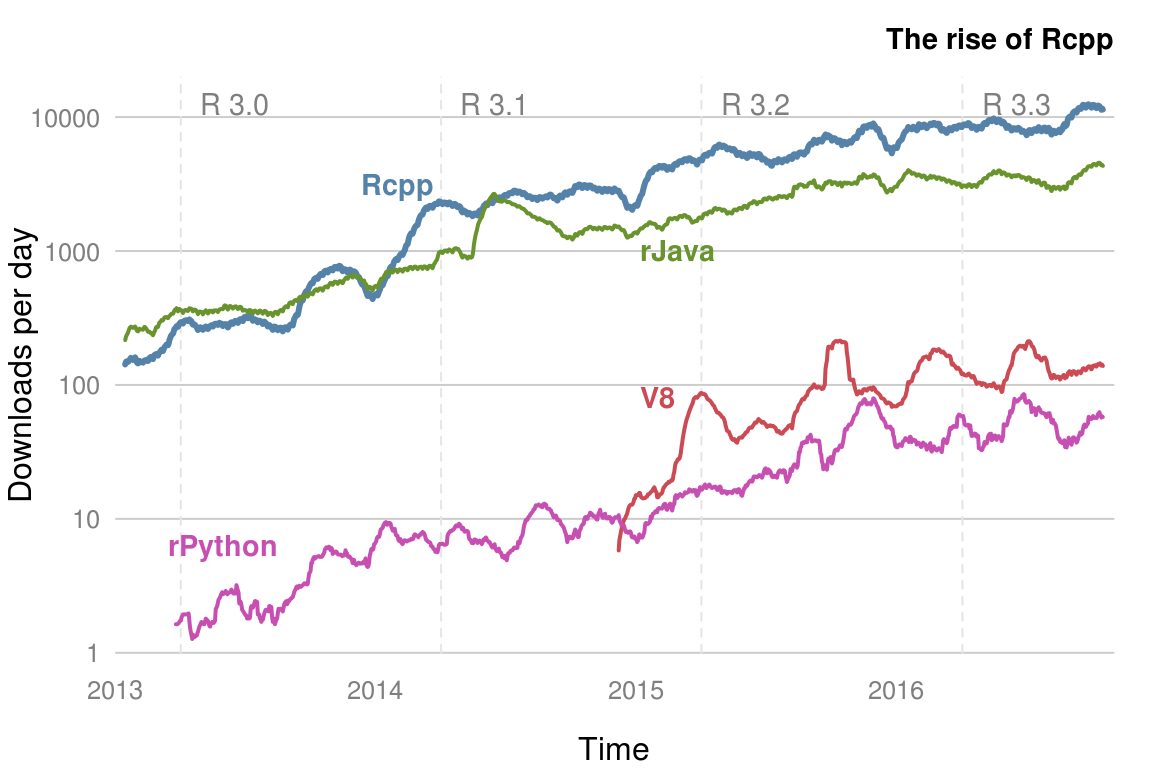 The rise of Rcpp
R 3.0 R 3.1 R 3.2 R 3.3
10000
Rcpp
1000
rJava
100
V8
10
rPython
1
Downloads per day
2013 2014 2015 2016
Time